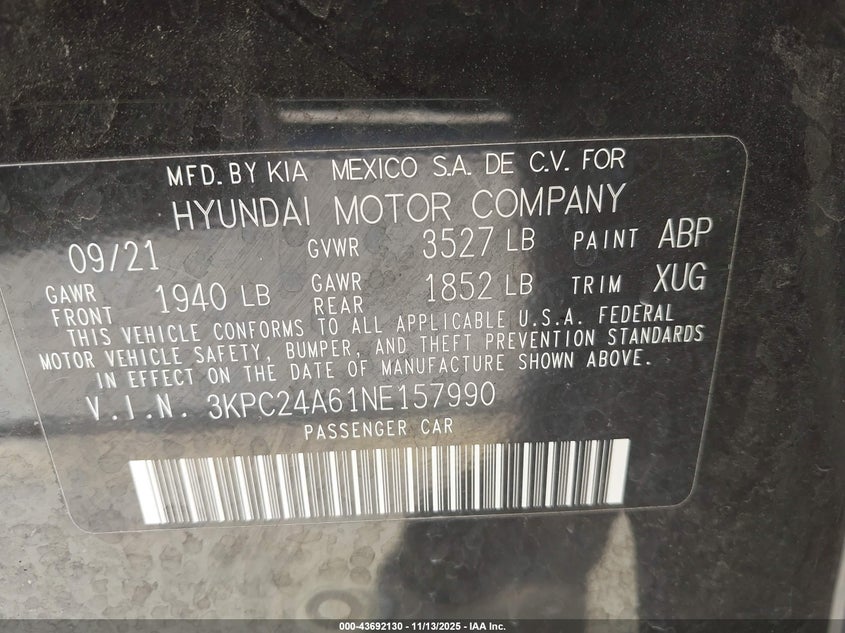 MFD. BY KIA MEXICO S.A. DE C.V. FOR
HYUNDAI MOTOR COMPANY
09/21 GVWR 3527 LB PAINT ABP
GAWR FRONT 1940 LB GAWR REAR 1852 LB TRIM XUG
THIS VEHICLE CONFORMS TO ALL APPLICABLE U.S.A. FEDERAL
MOTOR VEHICLE SAFETY, BUMPER, AND THEFT PREVENTION STANDARDS
IN EFFECT ON THE DATE OF MANUFACTURE SHOWN ABOVE.
V.I.N. 3KPC24A61NE157990
PASSENGER CAR
000-43692130 - 11/13/2025 - IAA Inc.